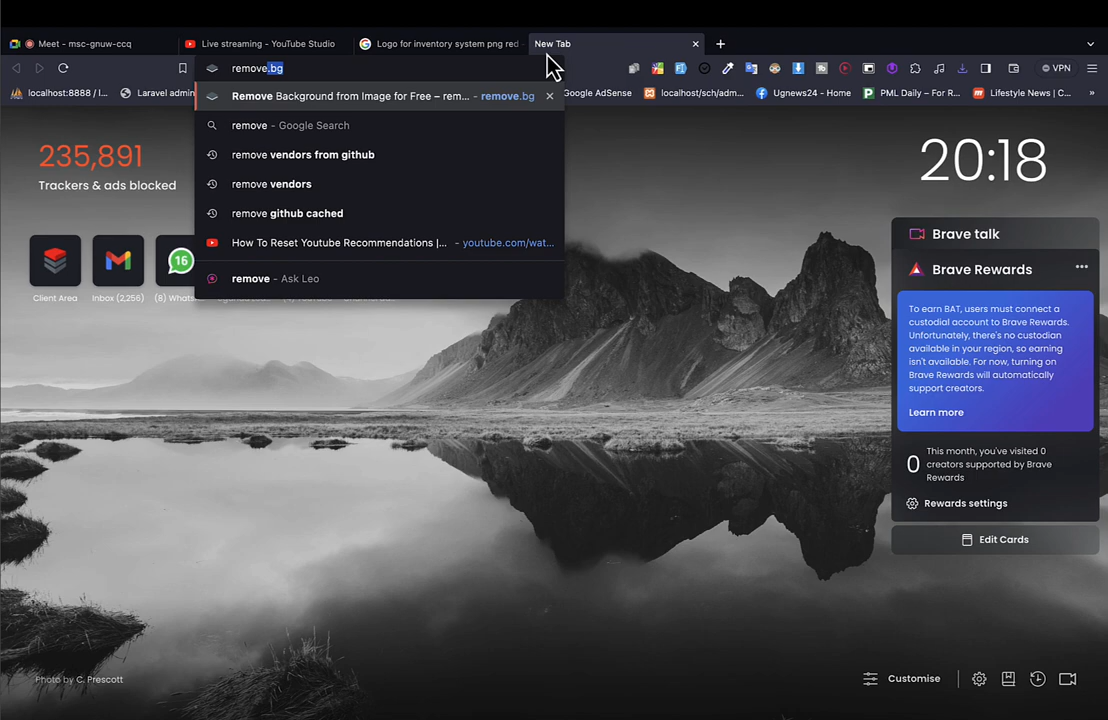 Meet - msc-gnuw-ccq
Live streaming - YouTube Studio
Logo for inventory system png red
New Tab
remove.bg
VPN
localhost:8888 / l...
Laravel admin
Google AdSense
localhost/sch/adm...
Ugnews24 - Home
PML Daily – For R...
Lifestyle News | C...
»
Remove Background from Image for Free – rem... - remove.bg
remove - Google Search
remove vendors from github
remove vendors
remove github cached
How To Reset Youtube Recommendations |... - youtube.com/wat...
remove - Ask Leo
235,891
Trackers & ads blocked
20:18
16
Client Area
Inbox (2,256)
(8) Whats
Brave talk
Brave Rewards
To earn BAT, users must connect a
custodial account to Brave Rewards.
Unfortunately, there's no custodian
available in your region, so earning
isn't available. For now, turning on
Brave Rewards will automatically
support creators.
Learn more
0
This month, you've visited 0
creators supported by Brave
Rewards
Rewards settings
Edit Cards
Photo by C. Prescott
Customise